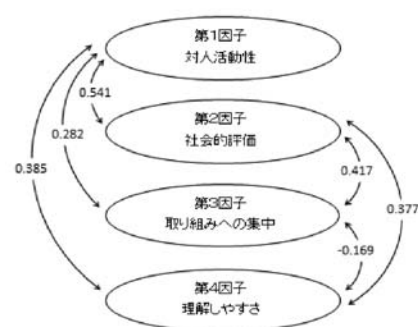 第1因子
対人活動性
0.541
第2因子
社会的評価
0.282
0.417
0.385
0.377
第3因子
取り組みへの集中
-0.169
第4因子
理解しやすさ